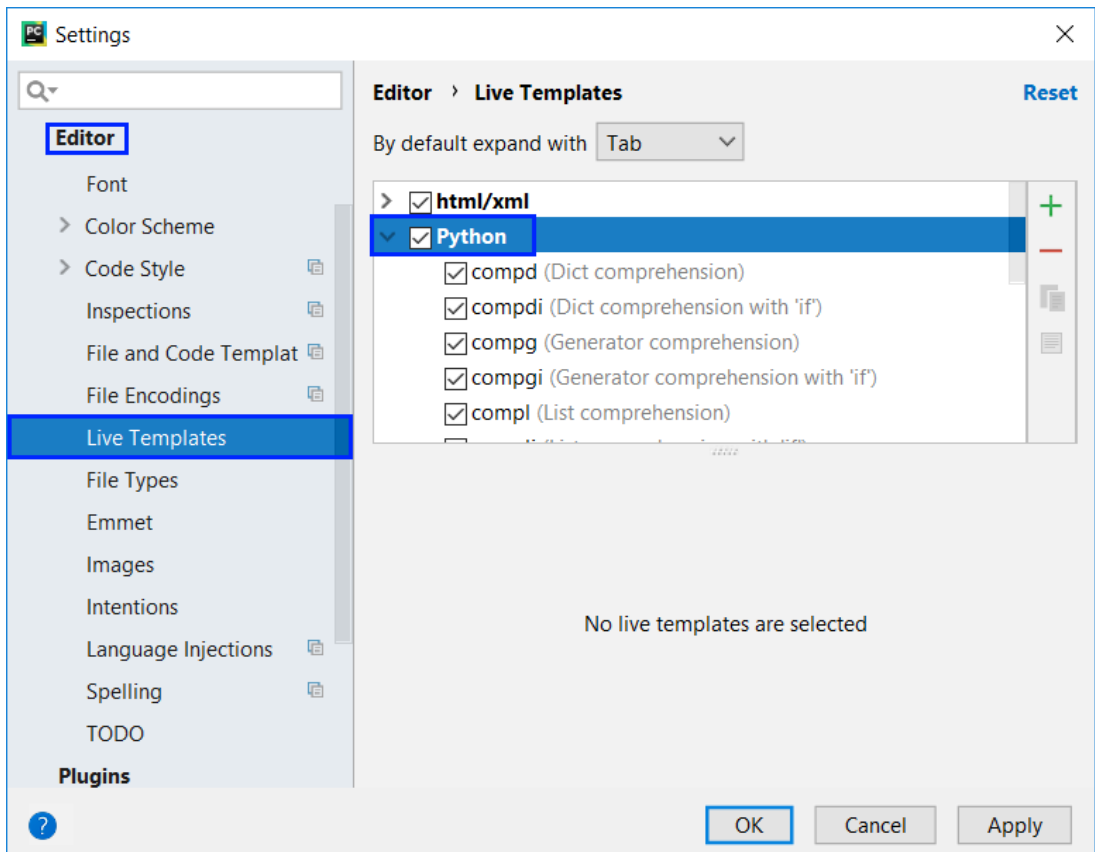 PC Settings
Editor
Font
Color Scheme
Code Style
Inspections
File and Code Templat
File Encodings
Live Templates
File Types
Emmet
Images
Intentions
Language Injections
Spelling
TODO
Plugins
?
Editor › Live Templates Reset
By default expand with Tab
html/xml
Python
compd (Dict comprehension)
compdi (Dict comprehension with 'if')
compg (Generator comprehension)
compgi (Generator comprehension with 'if')
compl (List comprehension)
No live templates are selected
OK Cancel Apply